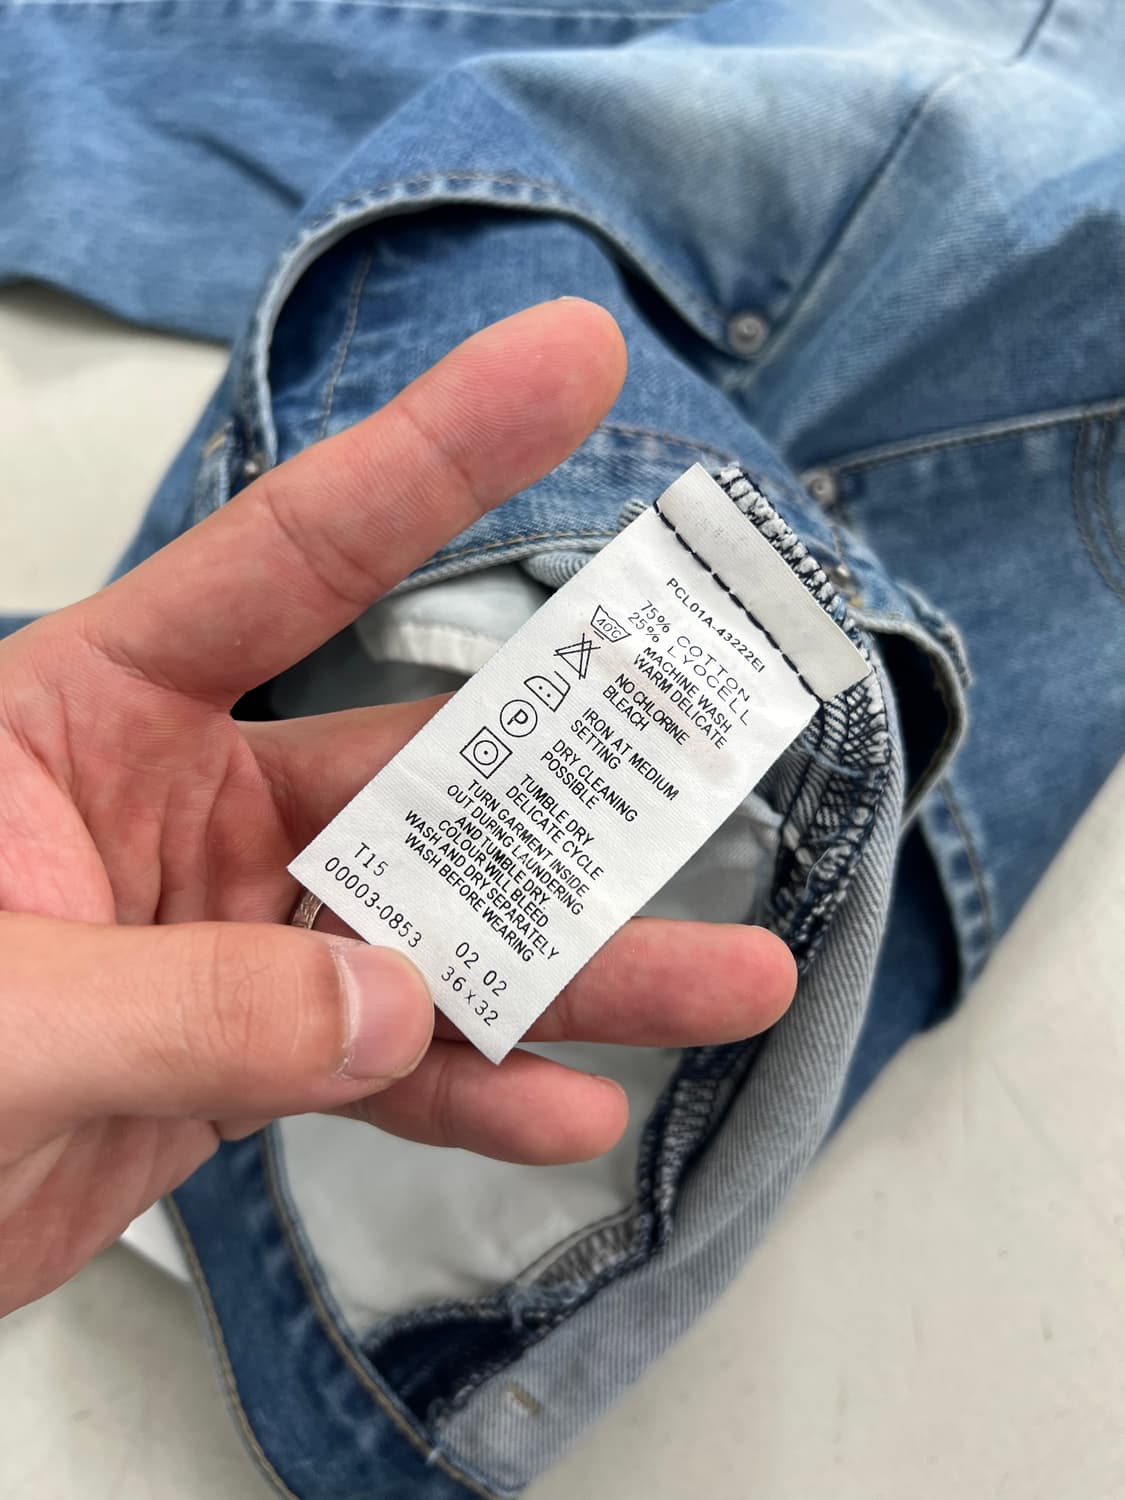 PCL01A-43222EI
75% COTTON
25% LYOCELL
40°C
MACHINE WASH
WARM DELICATE
NO CHLORINE
BLEACH
IRON AT MEDIUM
SETTING
P
DRY CLEANING
POSSIBLE
TUMBLE DRY
DELICATE CYCLE
TURN GARMENT INSIDE
OUT DURING LAUNDERING
AND TUMBLE DRY.
COLOUR WILL BLEED
WASH AND DRY SEPARATELY
WASH BEFORE WEARING
T15
00003-0853
02 02
36x32